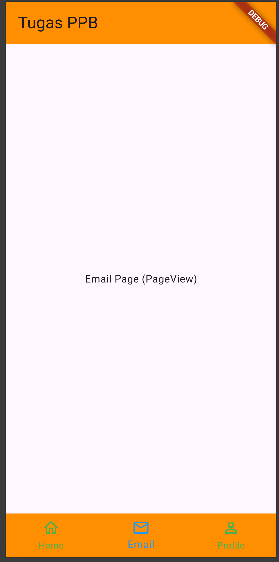 Tugas PPB
DEBUG
Email Page (PageView)
Home
Email
Profile